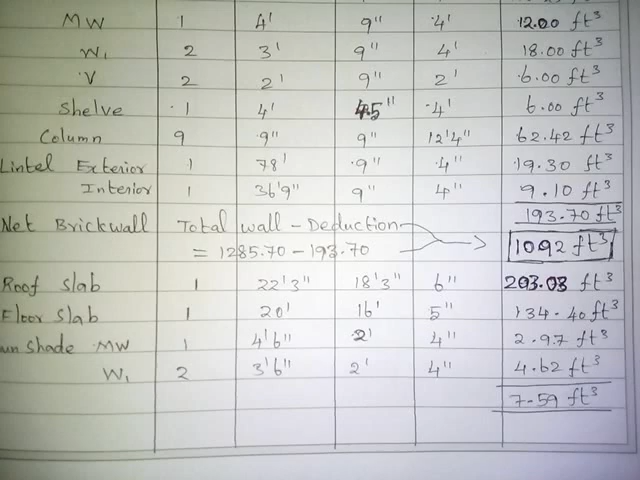 MW 1 4' 9" 4' 12.00 ft³
W₁ 2 3' 9" 4' 18.00 ft³
V 2 2' 9" 2' 6.00 ft³
Shelve 1 4' 4.5" 4' 6.00 ft³
Column 9 9" 9" 12'4" 62.42 ft³
Lintel Exterior 1 78' 9" 4" 19.30 ft³
Interior 1 36'9" 9" 4" 9.10 ft³
193.70 ft³
Net Brickwall Total wall - Deduction
= 1285.70 - 193.70 1092 ft³
Roof slab 1 22'3" 18'3" 6" 203.03 ft³
Floor slab 1 20' 16' 5" 134.40 ft³
un Shade MW 1 4'6" 2' 4" 2.97 ft³
W₁ 2 3'6" 2' 4" 4.62 ft³
7.59 ft³